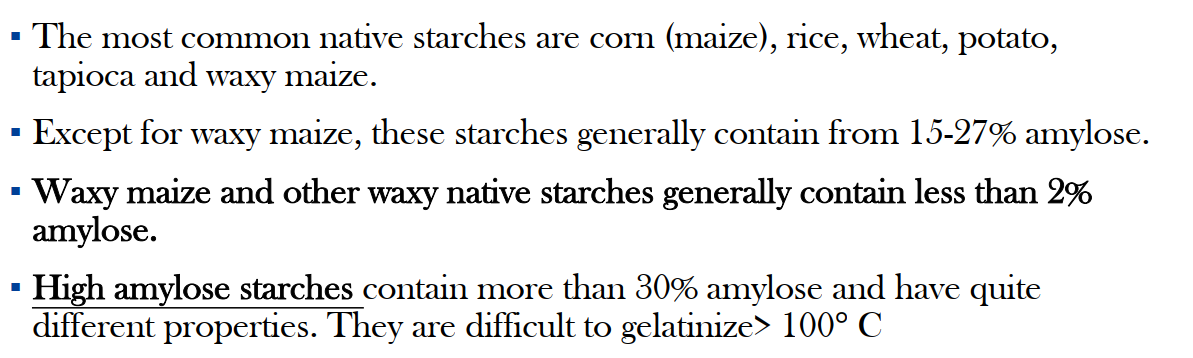 ▪ The most common native starches are corn (maize), rice, wheat, potato,
tapioca and waxy maize.
▪ Except for waxy maize, these starches generally contain from 15-27% amylose.
▪ Waxy maize and other waxy native starches generally contain less than 2%
amylose.
▪ High amylose starches contain more than 30% amylose and have quite
different properties. They are difficult to gelatinize> 100° C